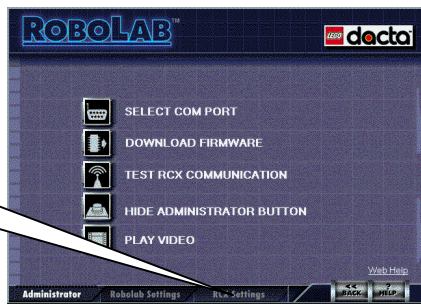 ROBOLAB™
LEGO dacta
SELECT COM PORT
DOWNLOAD FIRMWARE
TEST RCX COMMUNICATION
HIDE ADMINISTRATOR BUTTON
PLAY VIDEO
Web Help
Administrator Robolab Settings RCX Settings << BACK ? HELP